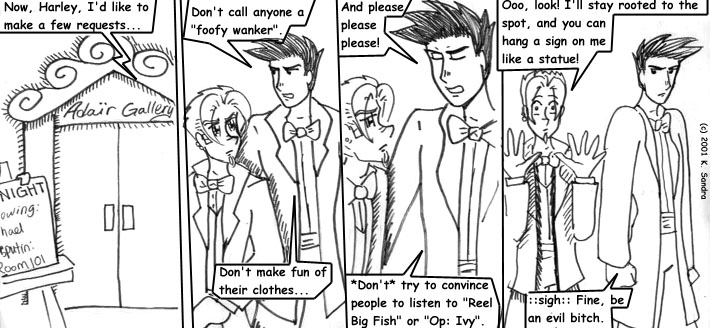 Now, Harley, I'd like to
make a few requests...
Adaïr Gallery
NIGHT
owing:
hael
sputin:
Room 101
Don't call anyone a
"foofy wanker".
Don't make fun of
their clothes...
And please
please
please!
*Don't* try to convince
people to listen to "Reel
Big Fish" or "Op: Ivy".
Ooo, look! I'll stay rooted to the
spot, and you can
hang a sign on me
like a statue!
::sigh:: Fine, be
an evil bitch.
(c) 2001 K. Sandra